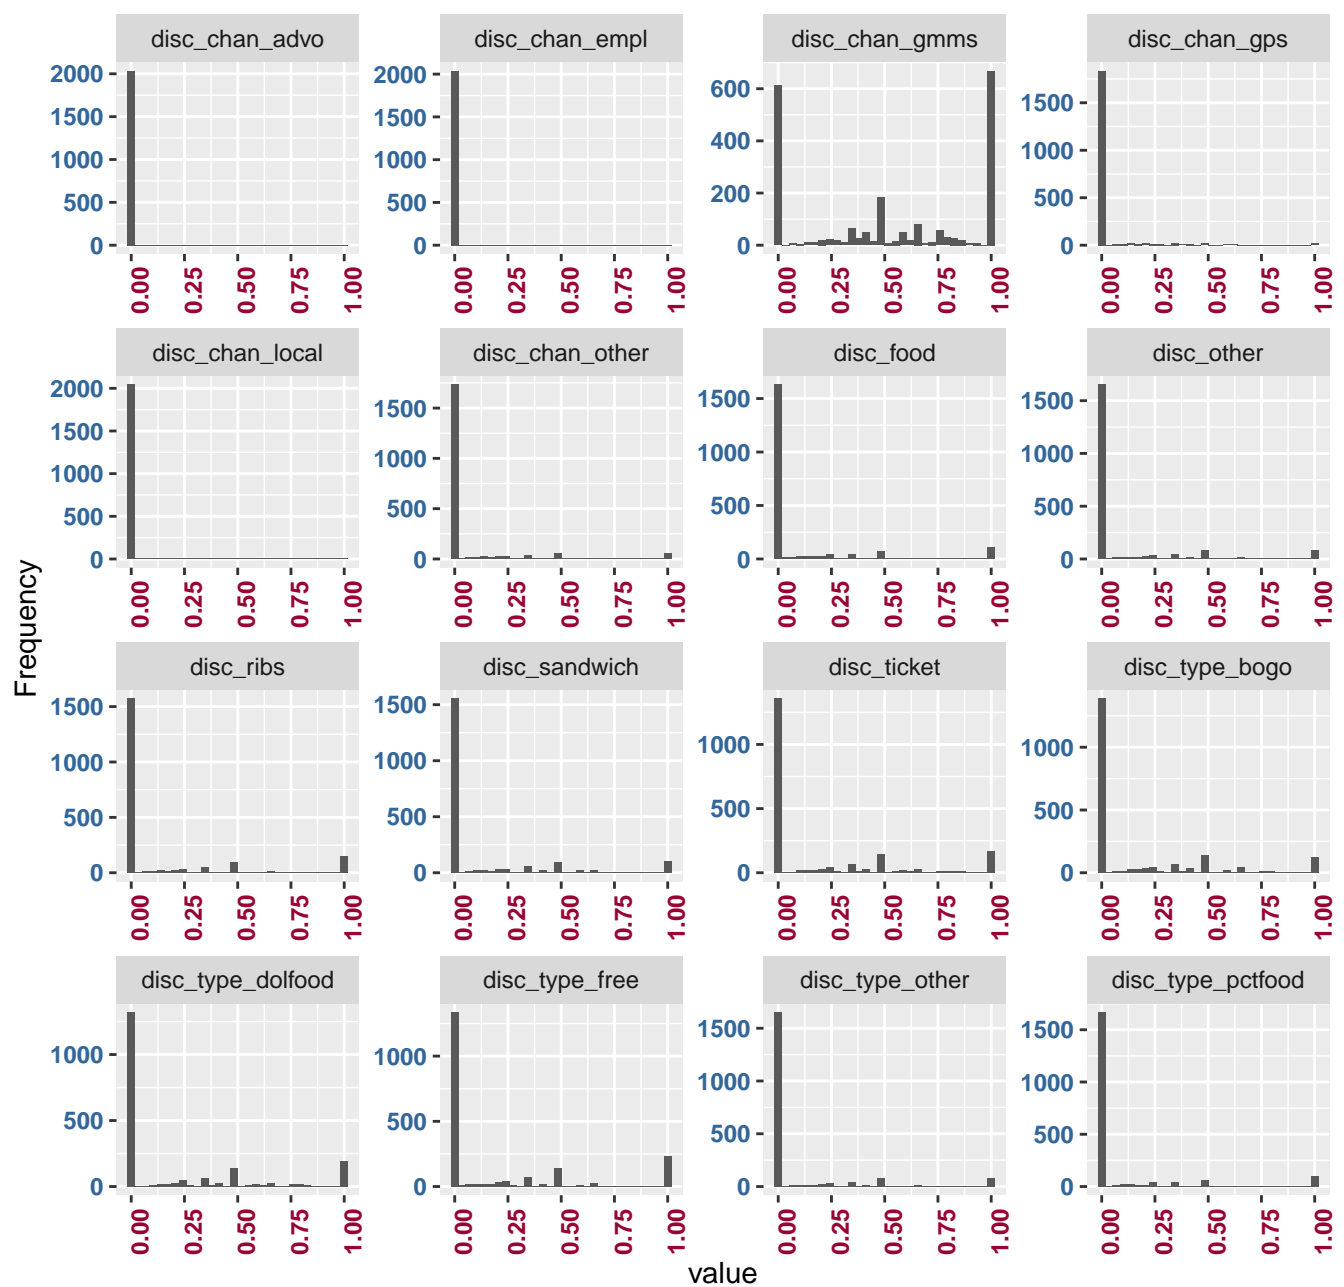 disc_chan_advo disc_chan_empl disc_chan_gmms disc_chan_gps
2000 2000 600 1500
1500 1500 400 1000
1000 1000 200 500
500 500 0 0
0 0
0.00 0.25 0.50 0.75 1.00 0.00 0.25 0.50 0.75 1.00 0.00 0.25 0.50 0.75 1.00 0.00 0.25 0.50 0.75 1.00
disc_chan_local disc_chan_other disc_food disc_other
2000 1500 1500 1500
1500 1000 1000 1000
1000 500 500 500
500 0 0 0
0
0.00 0.25 0.50 0.75 1.00 0.00 0.25 0.50 0.75 1.00 0.00 0.25 0.50 0.75 1.00 0.00 0.25 0.50 0.75 1.00
Frequency
disc_ribs disc_sandwich disc_ticket disc_type_bogo
1500 1500 1000 1000
1000 1000 500 500
500 500 0 0
0 0
0.00 0.25 0.50 0.75 1.00 0.00 0.25 0.50 0.75 1.00 0.00 0.25 0.50 0.75 1.00 0.00 0.25 0.50 0.75 1.00
disc_type_dolfood disc_type_free disc_type_other disc_type_pctfood
1000 1000 1500 1500
500 500 1000 1000
0 0 500 500
0 0
0.00 0.25 0.50 0.75 1.00 0.00 0.25 0.50 0.75 1.00 0.00 0.25 0.50 0.75 1.00 0.00 0.25 0.50 0.75 1.00
value